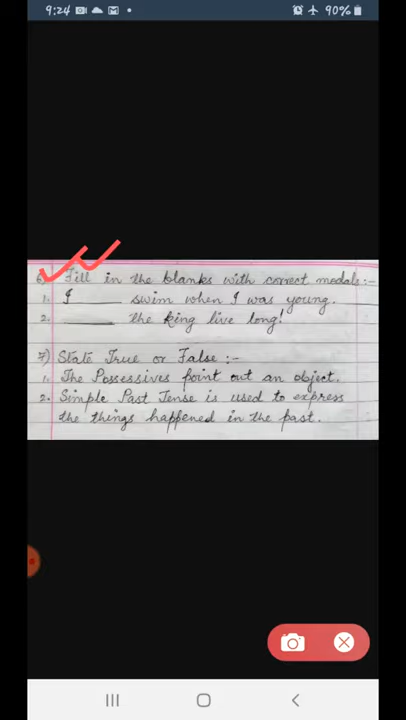 9:24
90%
6) Fill in the blanks with correct modals:-
1. I ____ swim when I was young.
2. ____ the king live long!
7) State True or False :-
1. The Possessives point out an object.
2. Simple Past Tense is used to express
the things happened in the past.